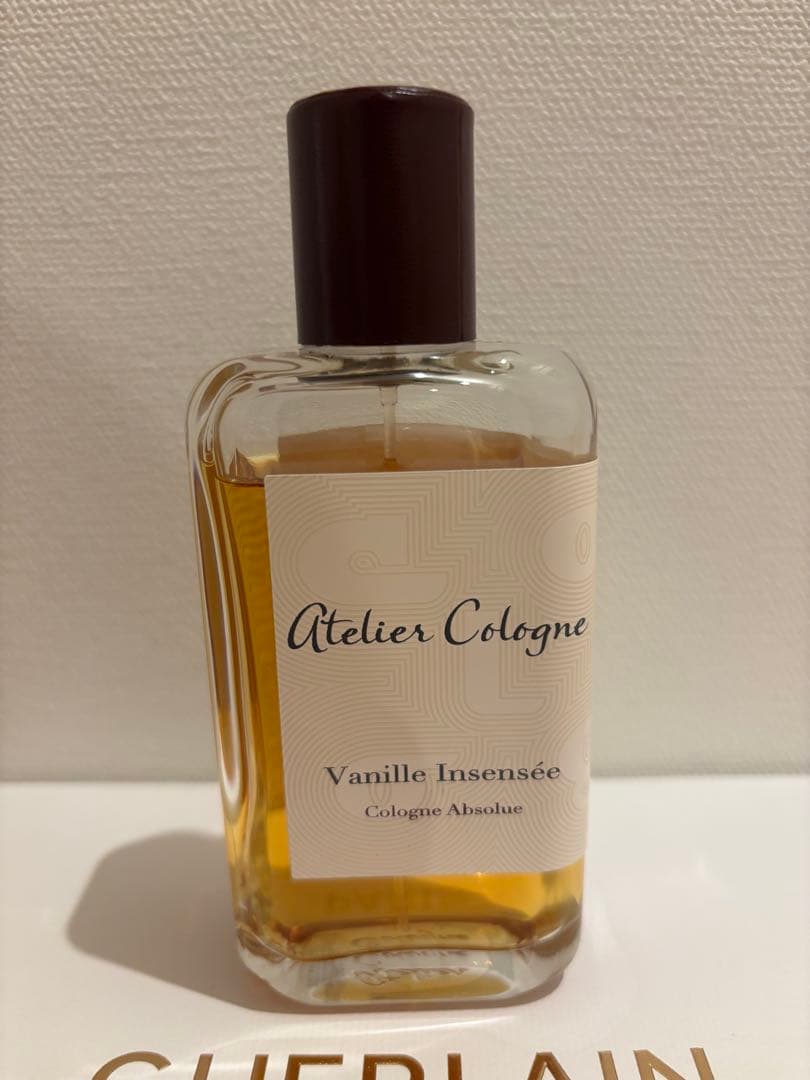 Atelier Cologne
Vanille Insensée
Cologne Absolue
GUERLAIN